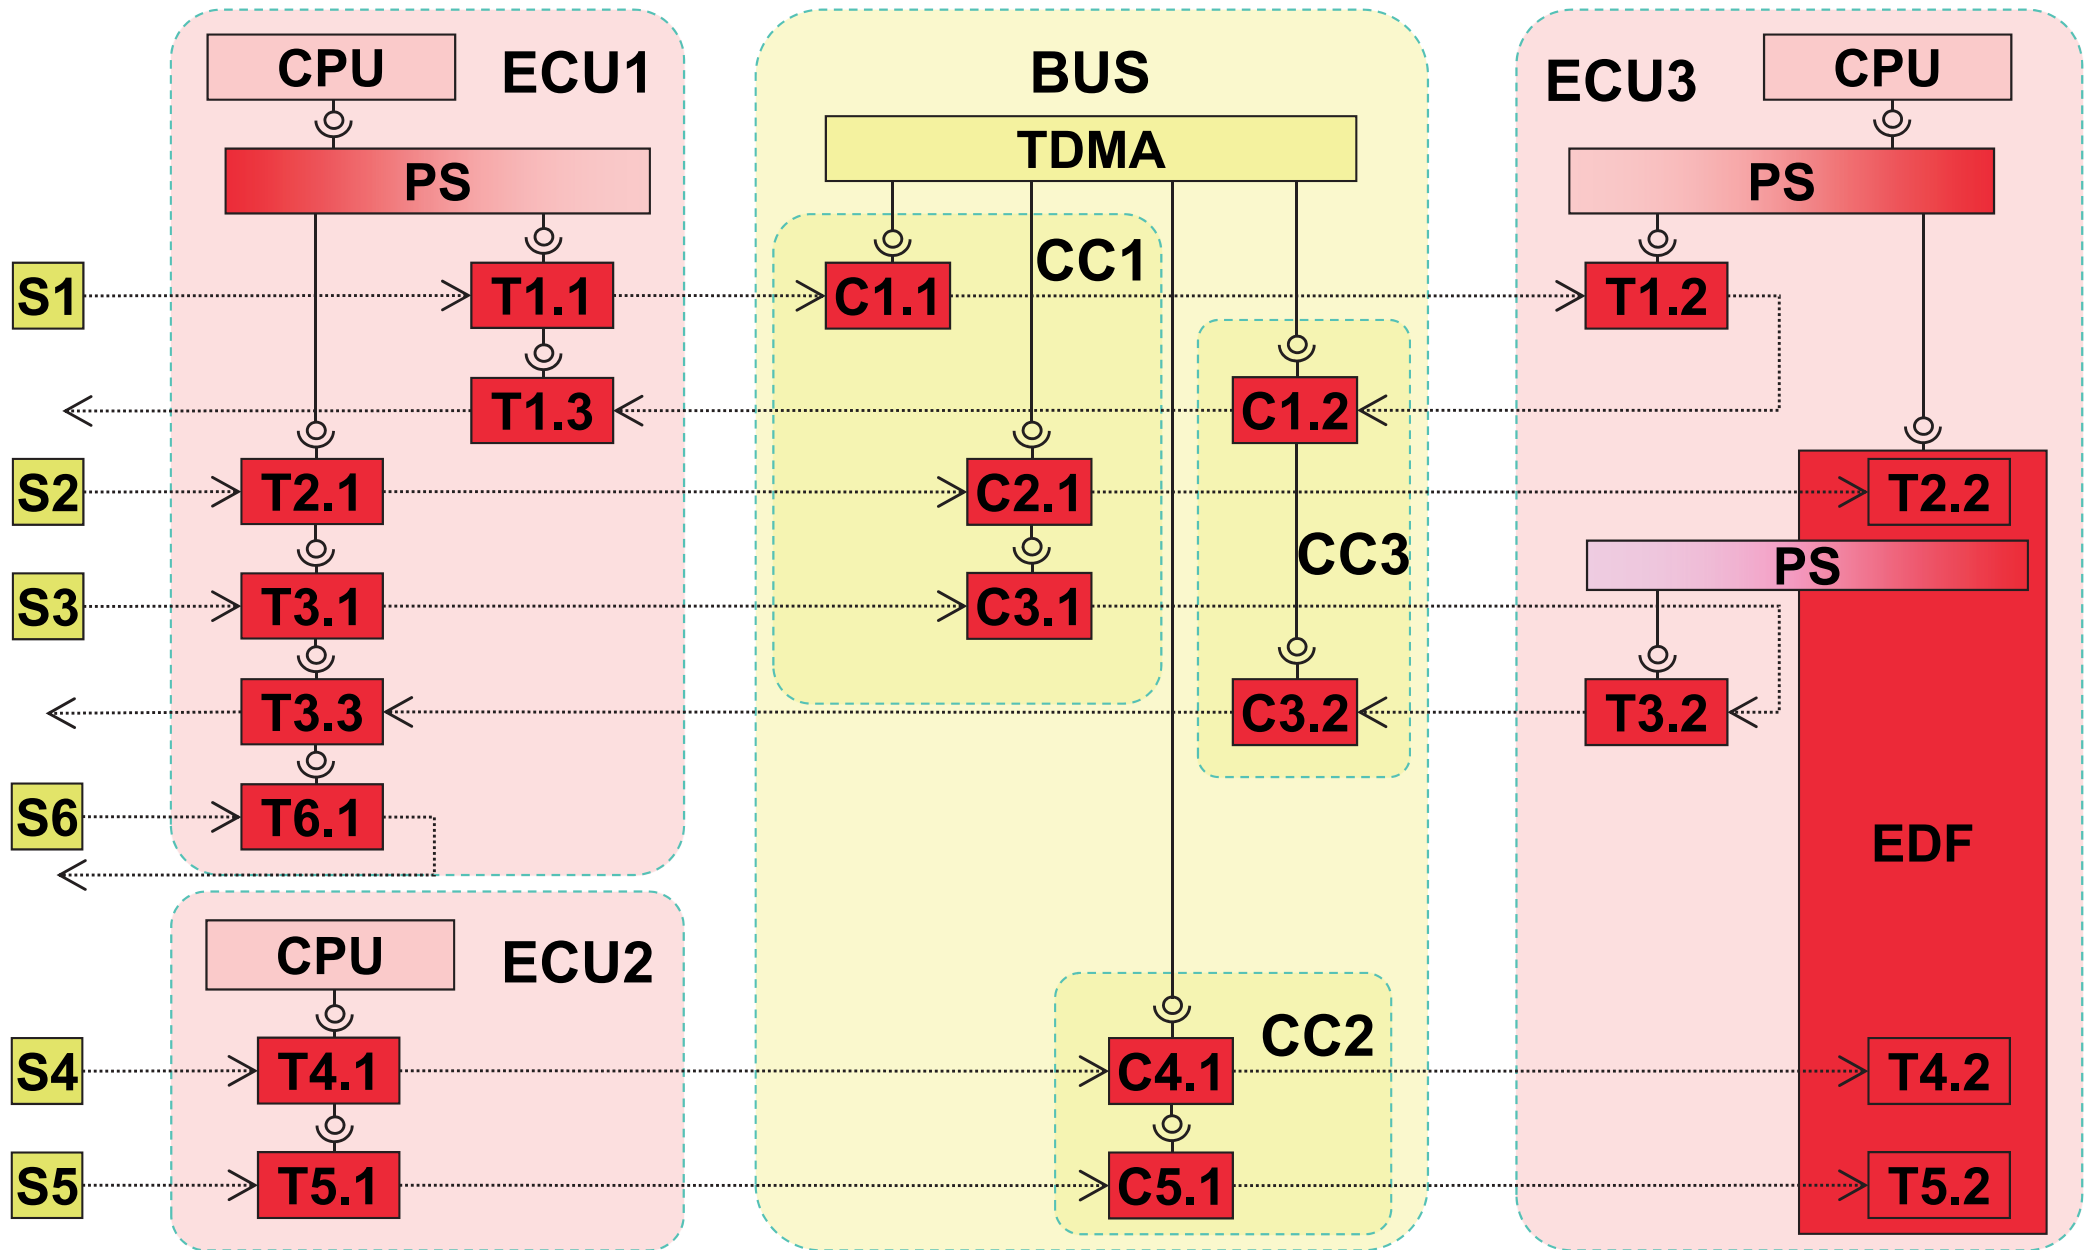 CPU
ECU1
BUS
ECU3
CPU
PS
TDMA
PS
CC1
S1
T1.1
C1.1
T1.2
T1.3
C1.2
S2
T2.1
C2.1
T2.2
CC3
PS
S3
T3.1
C3.1
T3.3
C3.2
T3.2
S6
T6.1
EDF
CPU
ECU2
CC2
S4
T4.1
C4.1
T4.2
S5
T5.1
C5.1
T5.2